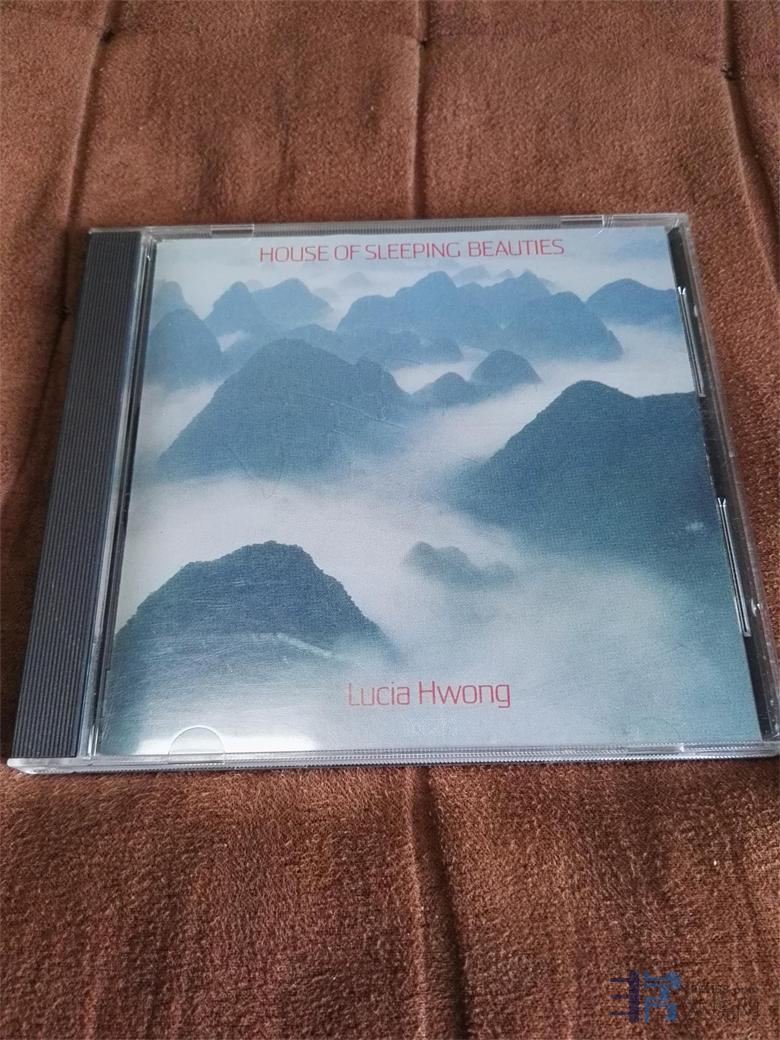 HOUSE OF SLEEPING BEAUTIES
Lucia Hwong